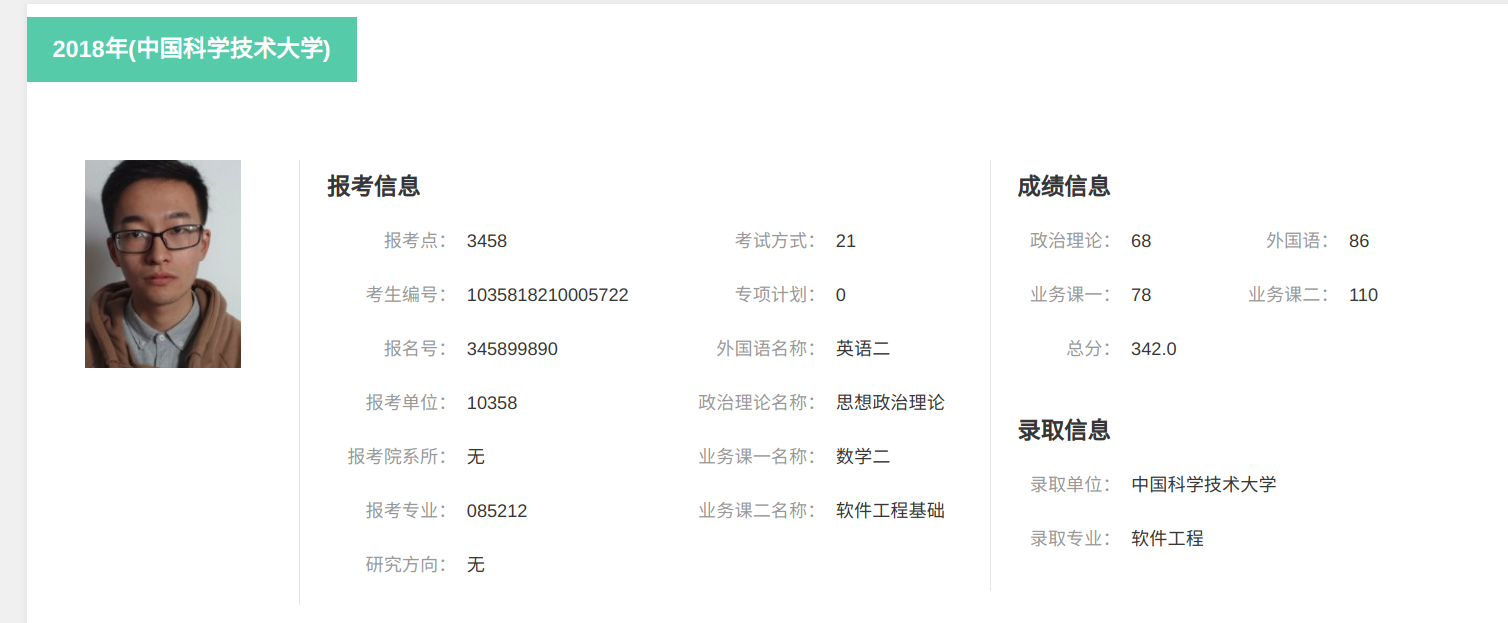 2018年(中国科学技术大学)
报考信息
报考点： 3458 考试方式： 21
考生编号： 1035818210005722 专项计划： 0
报名号： 345899890 外国语名称： 英语二
报考单位： 10358 政治理论名称： 思想政治理论
报考院系所： 无 业务课一名称： 数学二
报考专业： 085212 业务课二名称： 软件工程基础
研究方向： 无
成绩信息
政治理论： 68 外国语： 86
业务课一： 78 业务课二： 110
总分： 342.0
录取信息
录取单位： 中国科学技术大学
录取专业： 软件工程